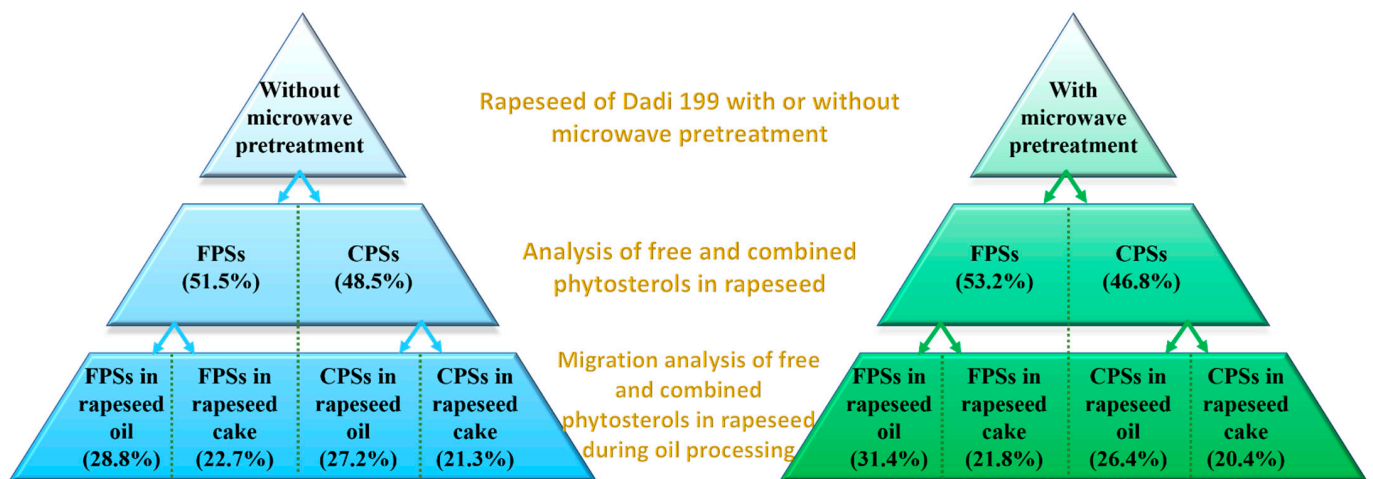 Without
microwave
pretreatment
Rapeseed of Dadi 199 with or without
microwave pretreatment
With
microwave
pretreatment
FPSs
(51.5%)
CPSs
(48.5%)
Analysis of free and combined
phytosterols in rapeseed
FPSs
(53.2%)
CPSs
(46.8%)
FPSs in
rapeseed
oil
(28.8%)
FPSs in
rapeseed
cake
(22.7%)
CPSs in
rapeseed
oil
(27.2%)
CPSs in
rapeseed
cake
(21.3%)
Migration analysis of free
and combined
phytosterols in rapeseed
during oil processing
FPSs in
rapeseed
oil
(31.4%)
FPSs in
rapeseed
cake
(21.8%)
CPSs in
rapeseed
oil
(26.4%)
CPSs in
rapeseed
cake
(20.4%)